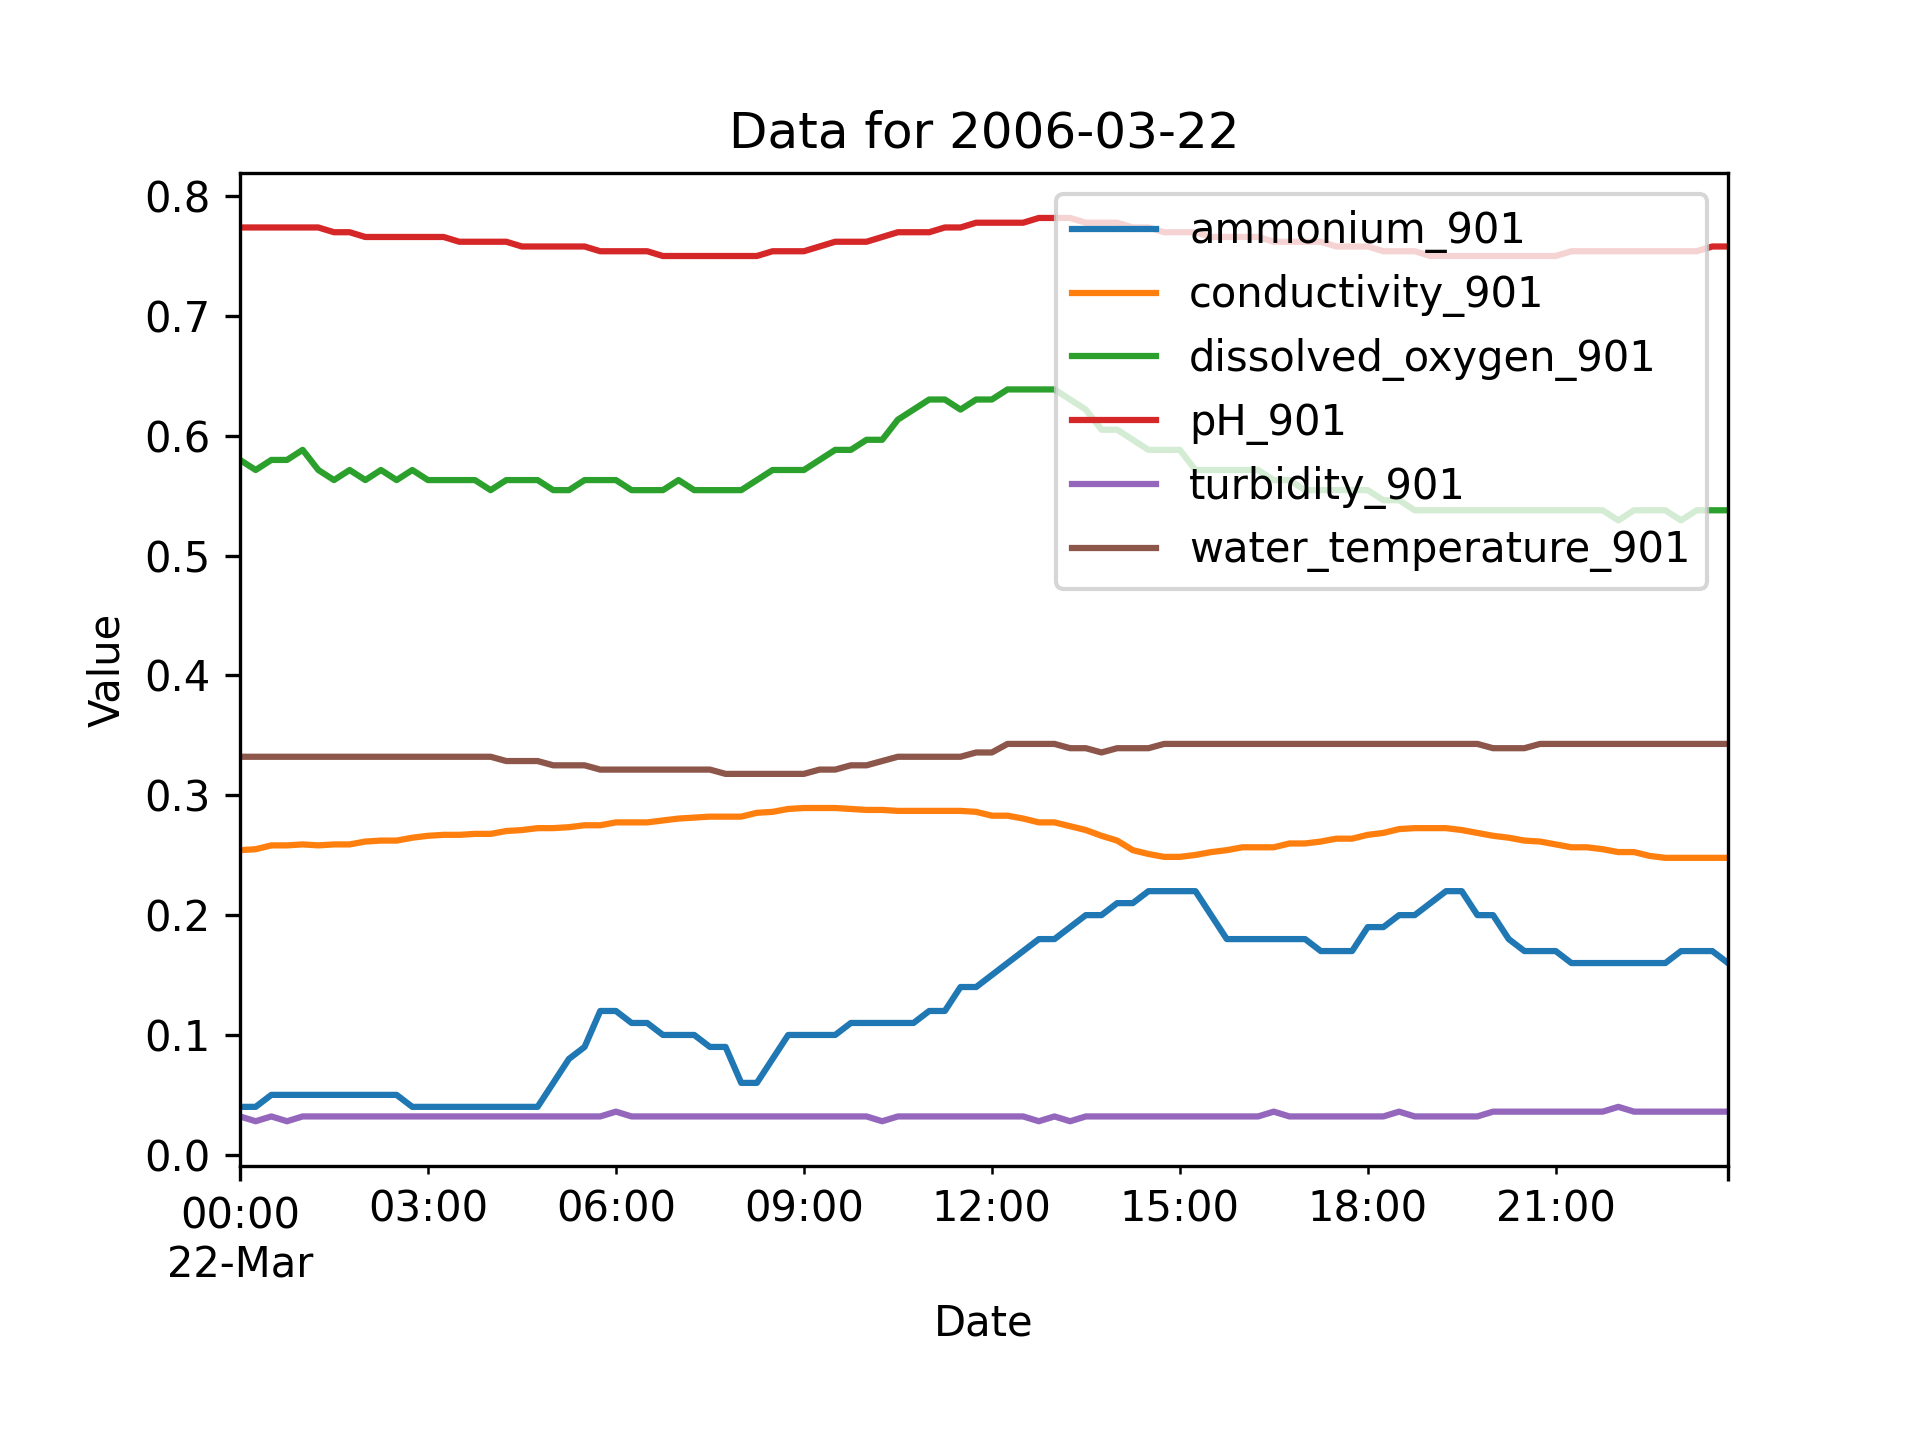 Data for 2006-03-22
0.8
0.7
0.6
0.5
0.4
0.3
0.2
0.1
0.0
Value
ammonium_901
conductivity_901
dissolved_oxygen_901
pH_901
turbidity_901
water_temperature_901
00:00 03:00 06:00 09:00 12:00 15:00 18:00 21:00
22-Mar
Date